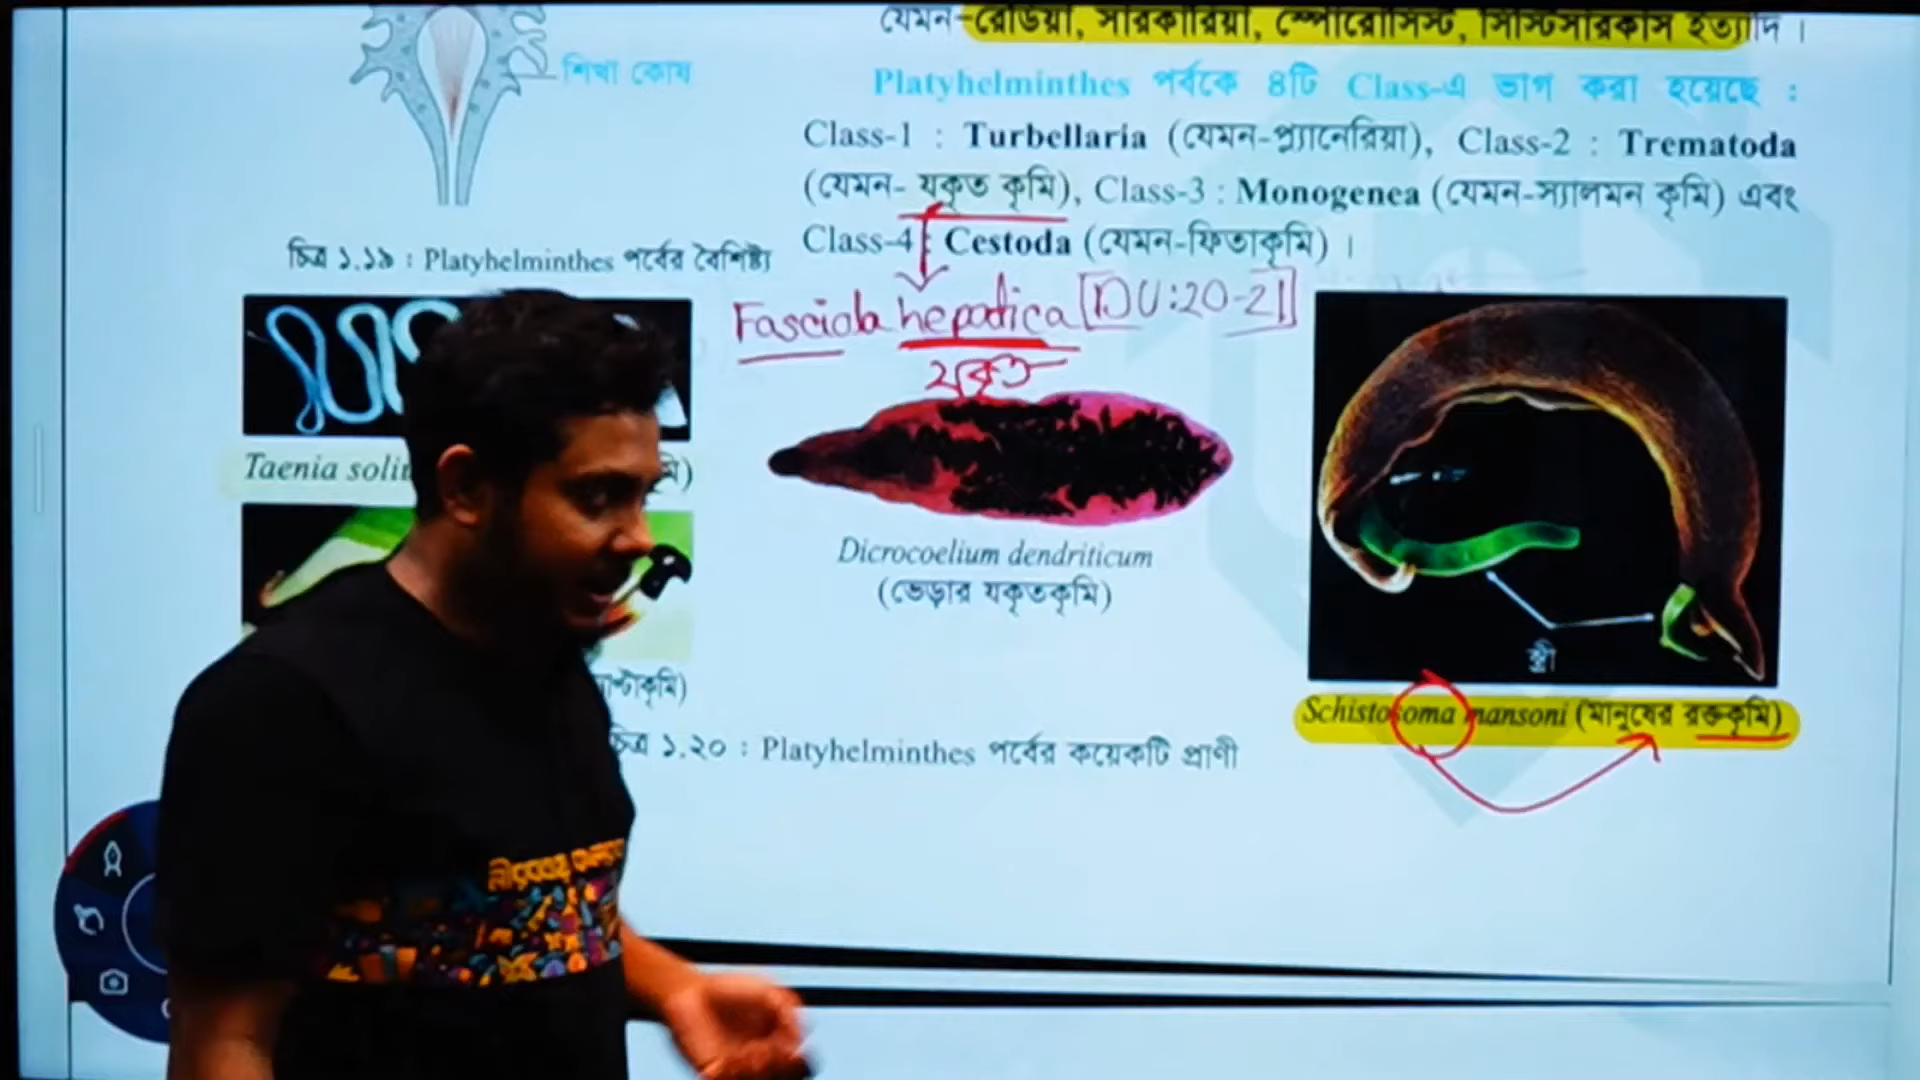 যেমন-রেডিয়া, সারকারিয়া, স্পোরোসিস্ট, সিস্টিসারকাস ইত্যাদি ।
শিখা কোষ
Platyhelminthes পর্বকে ৪টি Class-এ ভাগ করা হয়েছে :
Class-1 : Turbellaria (যেমন-প্ল্যানেরিয়া), Class-2 : Trematoda
(যেমন- যকৃত কৃমি), Class-3 : Monogenea (যেমন-স্যালমন কৃমি) এবং
Class-4 : Cestoda (যেমন-ফিতাকৃমি) ।
চিত্র ১.১৯ : Platyhelminthes পর্বের বৈশিষ্ট্য
Fasciola hepatica [DU:20-21]
যকৃত
Taenia
Dicrocoelium dendriticum
(ভেড়ার যকৃতকৃমি)
স্ত্রী
Schistosoma mansoni (মানুষের রক্তকৃমি)
চিত্র ১.২০ : Platyhelminthes পর্বের কয়েকটি প্রাণী